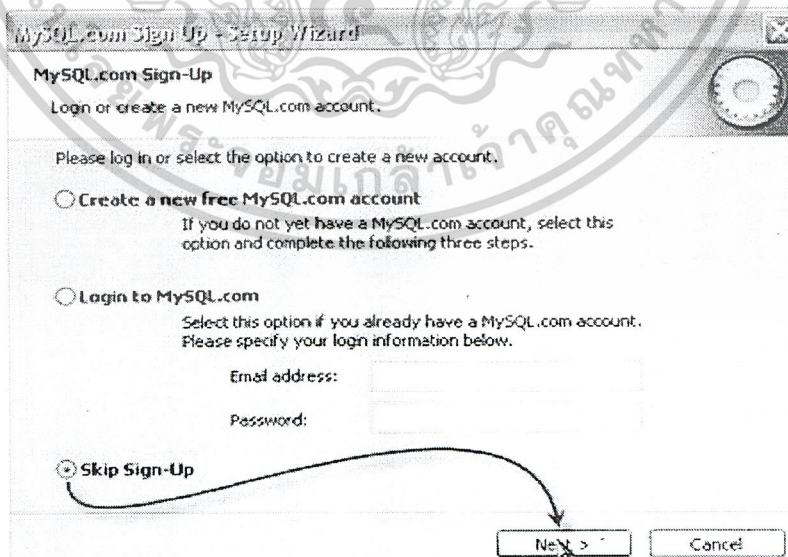 MySQL.com Sign Up - Setup Wizard
MySQL.com Sign-Up
Login or create a new MySQL.com account.
Please log in or select the option to create a new account.
Create a new free MySQL.com account
If you do not yet have a MySQL.com account, select this
option and complete the following three steps.
Login to MySQL.com
Select this option if you already have a MySQL.com account.
Please specify your login information below.
Email address:
Password:
Skip Sign-Up
Next >
Cancel